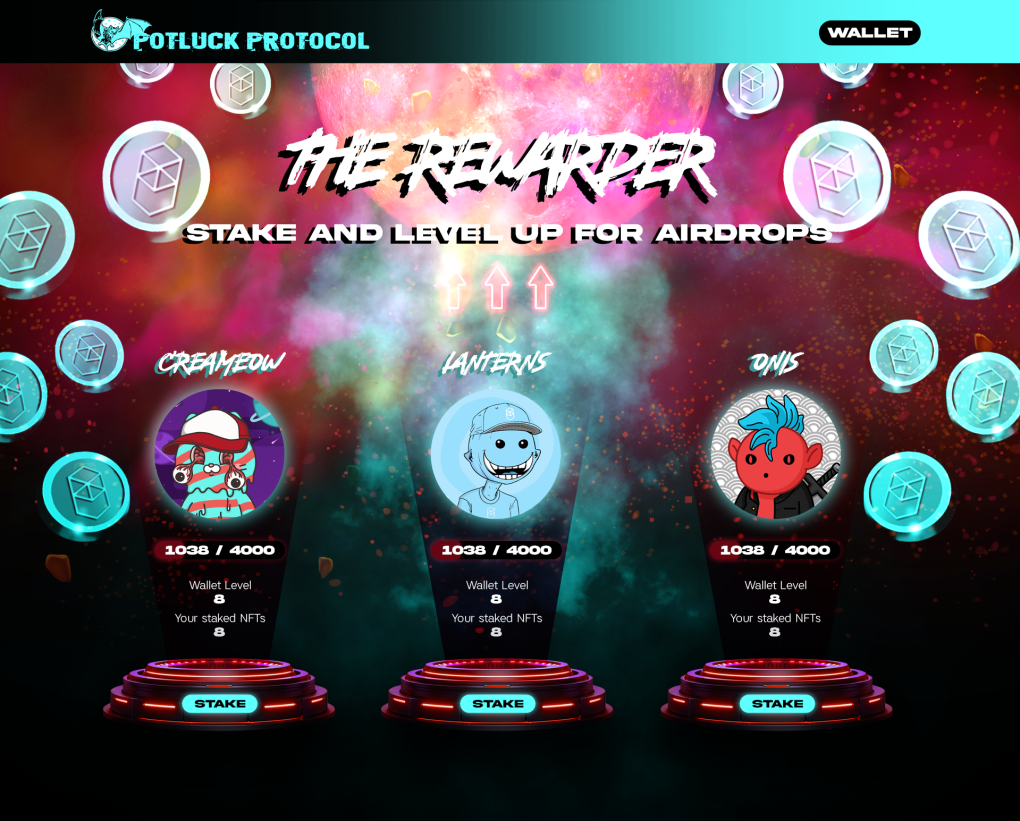 POTLUCK PROTOCOL
WALLET
THE REWARDER
STAKE AND LEVEL UP FOR AIRDROPS
CREAMEOW
LANTERNS
ONIS
1038 / 4000
1038 / 4000
1038 / 4000
Wallet Level
8
Your staked NFTs
8
Wallet Level
8
Your staked NFTs
8
Wallet Level
8
Your staked NFTs
8
STAKE
STAKE
STAKE